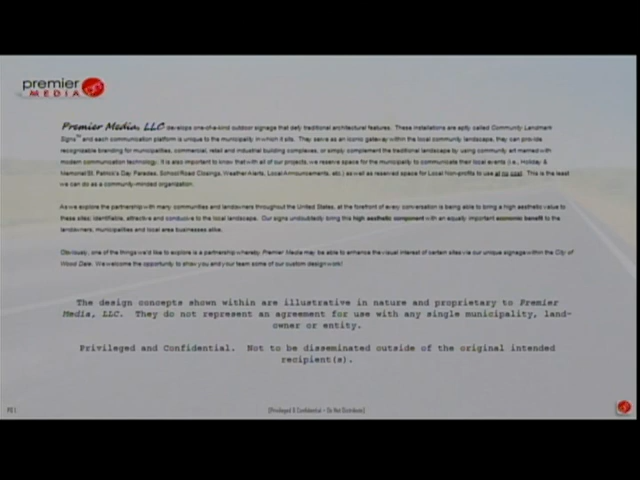 premier
MEDIA
Premier Media, LLC develops one-of-a-kind outdoor signage that defy traditional architectural features. These installations are aptly called Community Landmark
Signs™ and each communication platform is unique to the municipality in which it sits. They serve as an iconic gateway within the local community landscape, they can provide
recognizable branding for municipalities, commercial, retail and industrial building complexes, or simply complement the traditional landscape by using community art merged with
modern communication technology. It is also important to know that with all of our projects, we reserve space for the municipality to communicate their local events (i.e., Holiday &
Memorial/St. Patrick's Day Parades, School/Road Closings, Weather Alerts, Local Announcements, etc.) as well as reserved space for Local Non-profits to use at no cost. This is the least
we can do as a community-minded organization.
As we explore the partnership with many communities and landowners throughout the United States, at the forefront of every conversation is being able to bring a high aesthetic value to
these sites; identifiable, attractive and conducive to the local landscape. Our signs undoubtedly bring this high aesthetic component with an equally important economic benefit to the
landowners, municipalities and local area businesses alike.
Obviously, one of the things we'd like to explore is a partnership whereby Premier Media may be able to enhance the visual interest of certain sites via our unique signage within the City of
Wood Dale. We welcome the opportunity to show you and your team some of our custom design work!
The design concepts shown within are illustrative in nature and proprietary to Premier
Media, LLC. They do not represent an agreement for use with any single municipality, land-
owner or entity.
Privileged and Confidential. Not to be disseminated outside of the original intended
recipient(s).
PG 1
[Privileged & Confidential - Do Not Distribute]